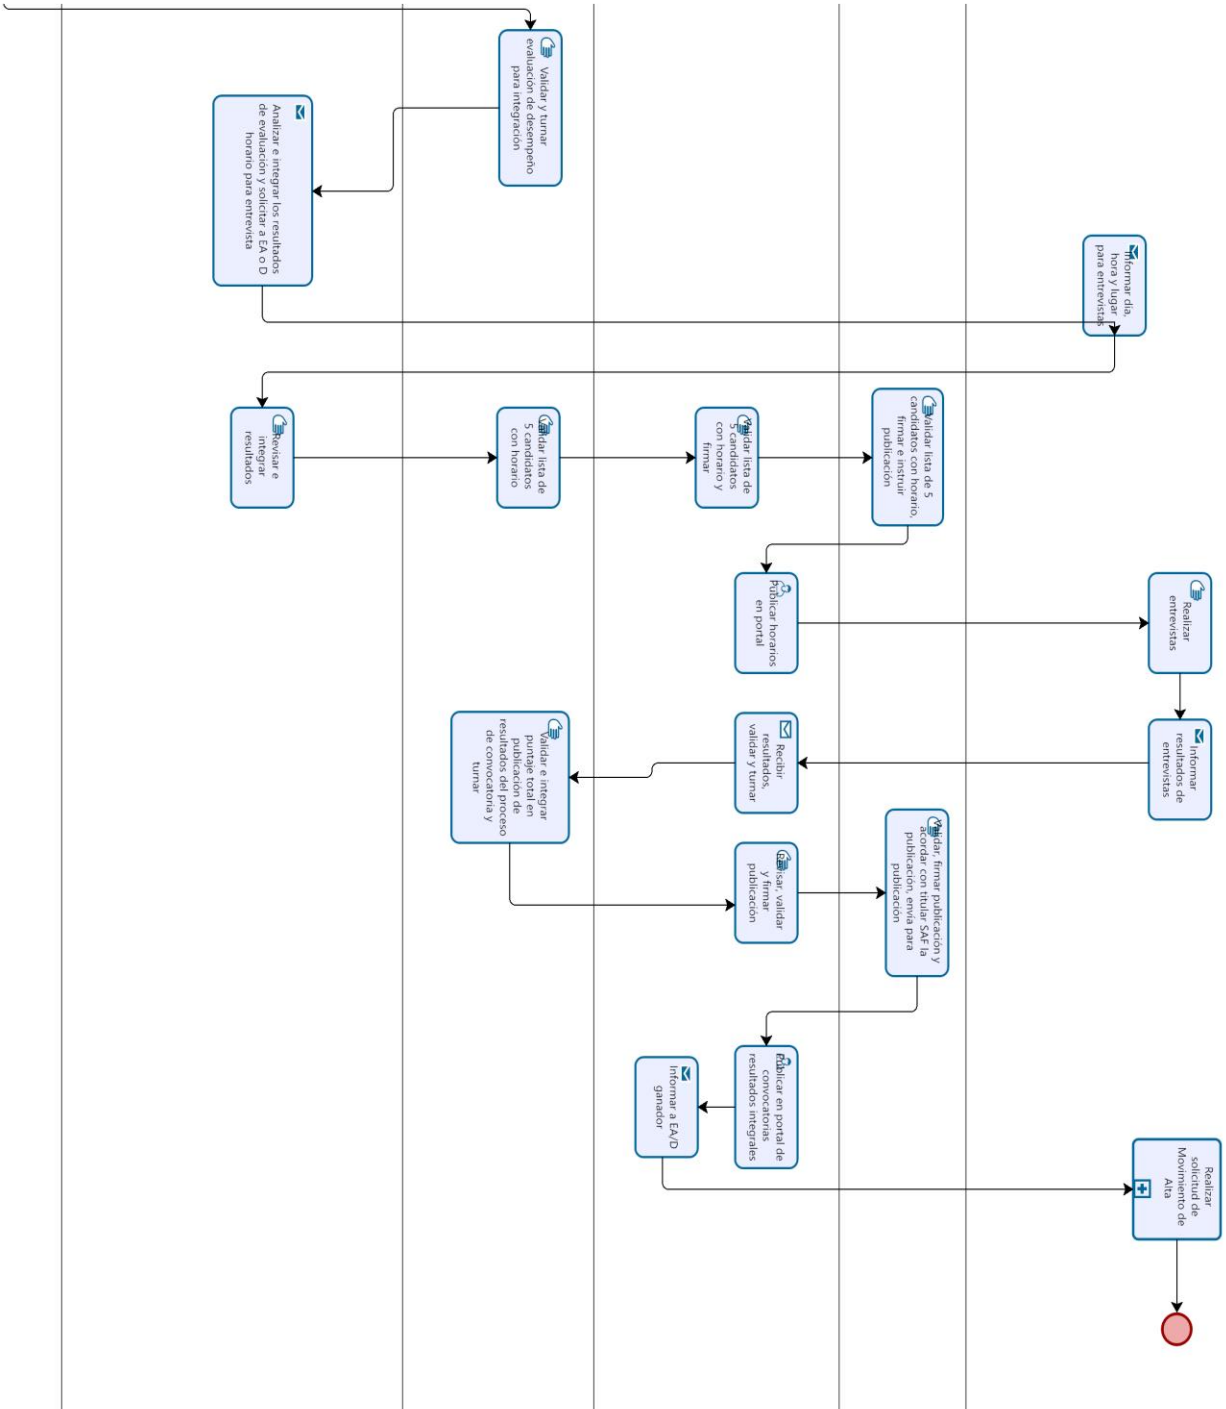 Validar y turnar
evaluación de desempeño
para integración
Analizar e integrar los resultados
de evaluación y solicitar a EA o D
horario para entrevista
Informar día,
hora y lugar
para entrevistas
Revisar e
integrar
resultados
Validar lista de
5 candidatos
con horario
Validar lista de
5 candidatos
con horario y
firmar
Validar lista de 5
candidatos con horario,
firmar e instruir
publicación
Publicar horarios
en portal
Realizar
entrevistas
Informar
resultados de
entrevistas
Recibir
resultados,
validar y turnar
Validar e integrar
puntaje total en
publicación de
resultados del proceso
de convocatoria y
turnar
Revisar, validar
y firmar
publicación
Validar, firmar publicación y
acordar con titular SAF la
publicación, envía para
publicación
Publicar en portal de
convocatorias
resultados integrales
Informar a EA/D
ganador
Realizar
solicitud de
Movimiento de
Alta